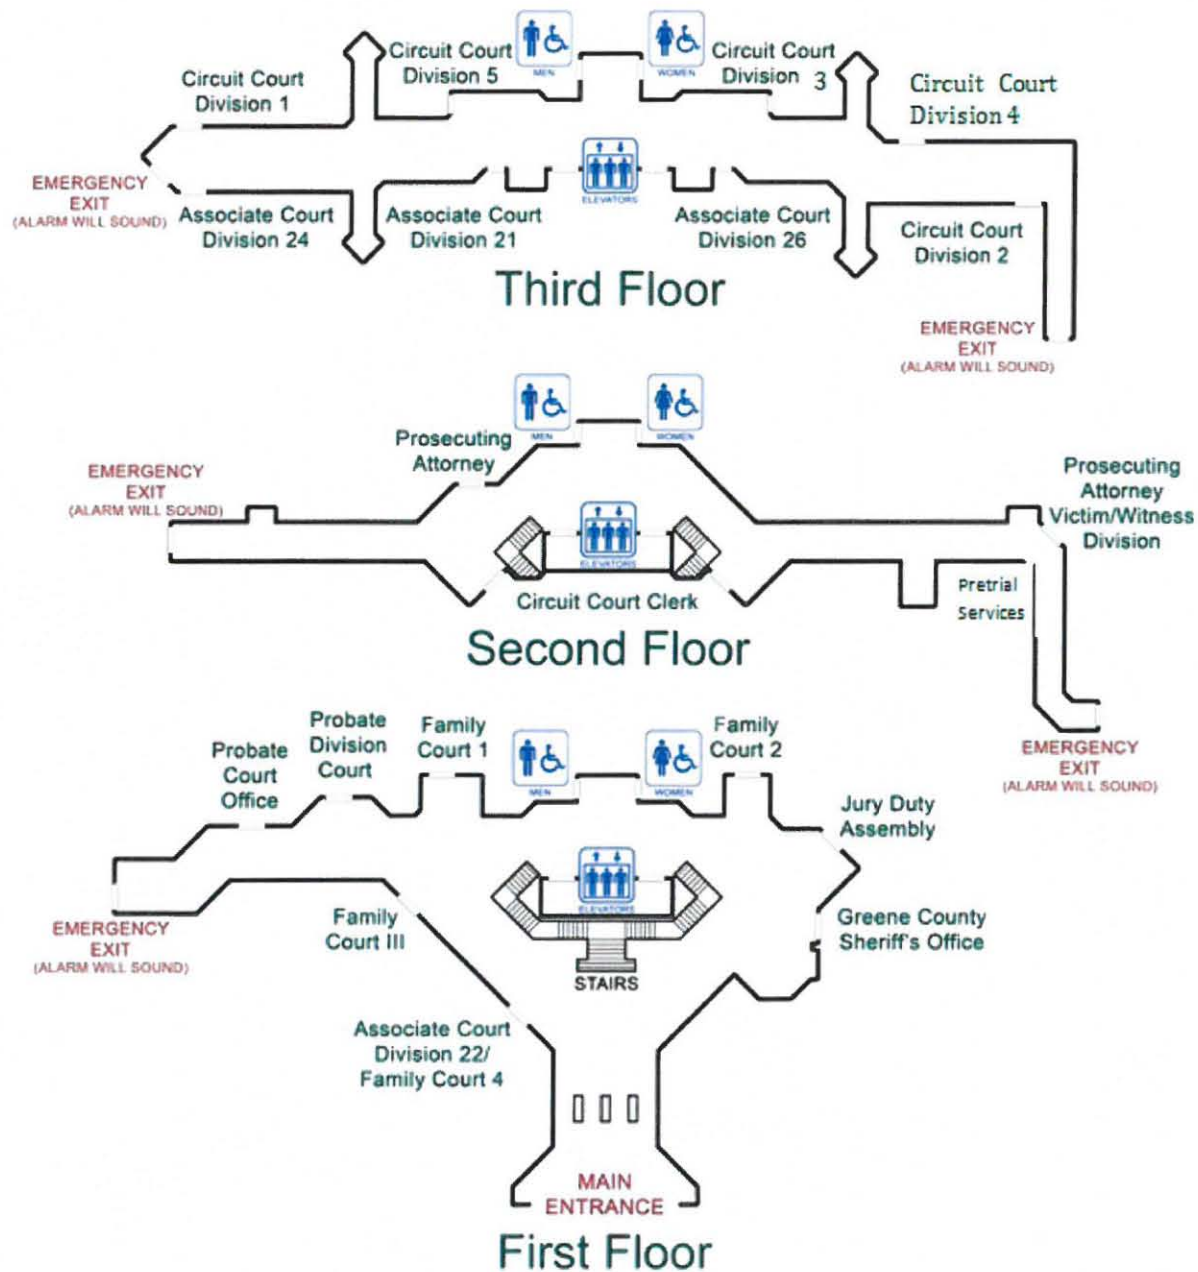 Circuit Court
Division 1
Circuit Court
Division 5
MEN
WOMEN
Circuit Court
Division 3
Circuit Court
Division 4
EMERGENCY
EXIT
(ALARM WILL SOUND)
Associate Court
Division 24
Associate Court
Division 21
ELEVATORS
Associate Court
Division 26
Circuit Court
Division 2
EMERGENCY
EXIT
(ALARM WILL SOUND)
Third Floor
MEN
WOMEN
Prosecuting
Attorney
EMERGENCY
EXIT
(ALARM WILL SOUND)
Prosecuting
Attorney
Victim/Witness
Division
ELEVATORS
Circuit Court Clerk
Pretrial
Services
Second Floor
EMERGENCY
EXIT
(ALARM WILL SOUND)
Probate
Court
Office
Probate
Division
Court
Family
Court 1
MEN
WOMEN
Family
Court 2
Jury Duty
Assembly
ELEVATORS
EMERGENCY
EXIT
(ALARM WILL SOUND)
Family
Court III
Greene County
Sheriff's Office
STAIRS
Associate Court
Division 22/
Family Court 4
MAIN
ENTRANCE
First Floor